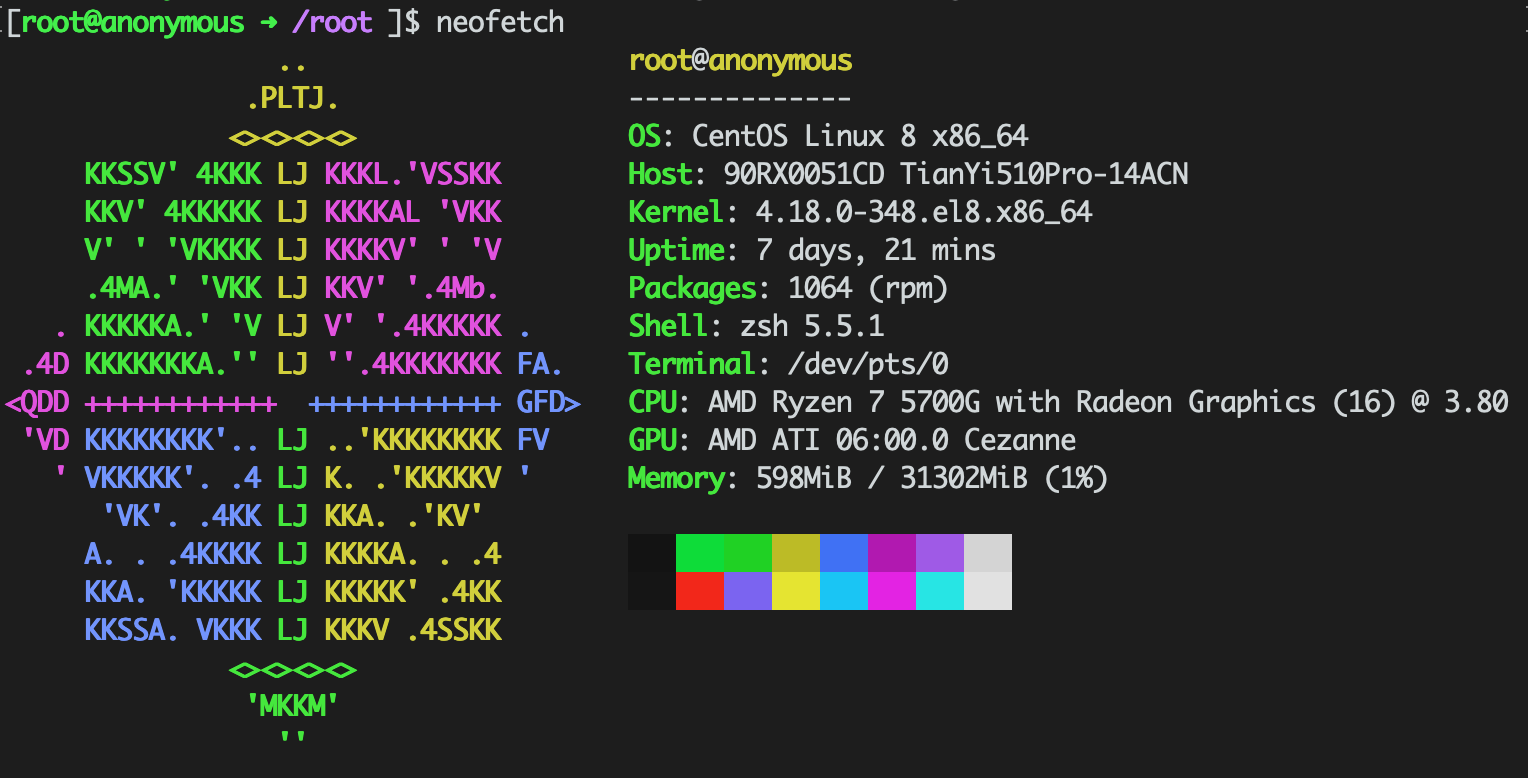 [root@anonymous ➜ /root ]$ neofetch
.. root@anonymous
.PLTJ. --------------
<><><><> OS: CentOS Linux 8 x86_64
KKSSV' 4KKK LJ KKKL.'VSSKK Host: 90RX0051CD TianYi510Pro-14ACN
KKV' 4KKKKK LJ KKKKAL 'VKK Kernel: 4.18.0-348.el8.x86_64
V' ' 'VKKKK LJ KKKKV' ' 'V Uptime: 7 days, 21 mins
.4MA.' 'VKK LJ KKV' '.4Mb. Packages: 1064 (rpm)
. KKKKKA.' 'V LJ V' '.4KKKKK . Shell: zsh 5.5.1
.4D KKKKKKKA.'' LJ ''.4KKKKKKK FA. Terminal: /dev/pts/0
<QDD ++++++++++++ ++++++++++++ GFD> CPU: AMD Ryzen 7 5700G with Radeon Graphics (16) @ 3.80
'VD KKKKKKKK'.. LJ ..'KKKKKKKK FV GPU: AMD ATI 06:00.0 Cezanne
' VKKKKK'. .4 LJ K. .'KKKKKV ' Memory: 598MiB / 31302MiB (1%)
'VK'. .4KK LJ KKA. .'KV'
A. . .4KKKK LJ KKKKA. . .4
KKA. 'KKKKK LJ KKKKK' .4KK
KKSSA. VKKK LJ KKKV .4SSKK
<><><><>
'MKKM'
''